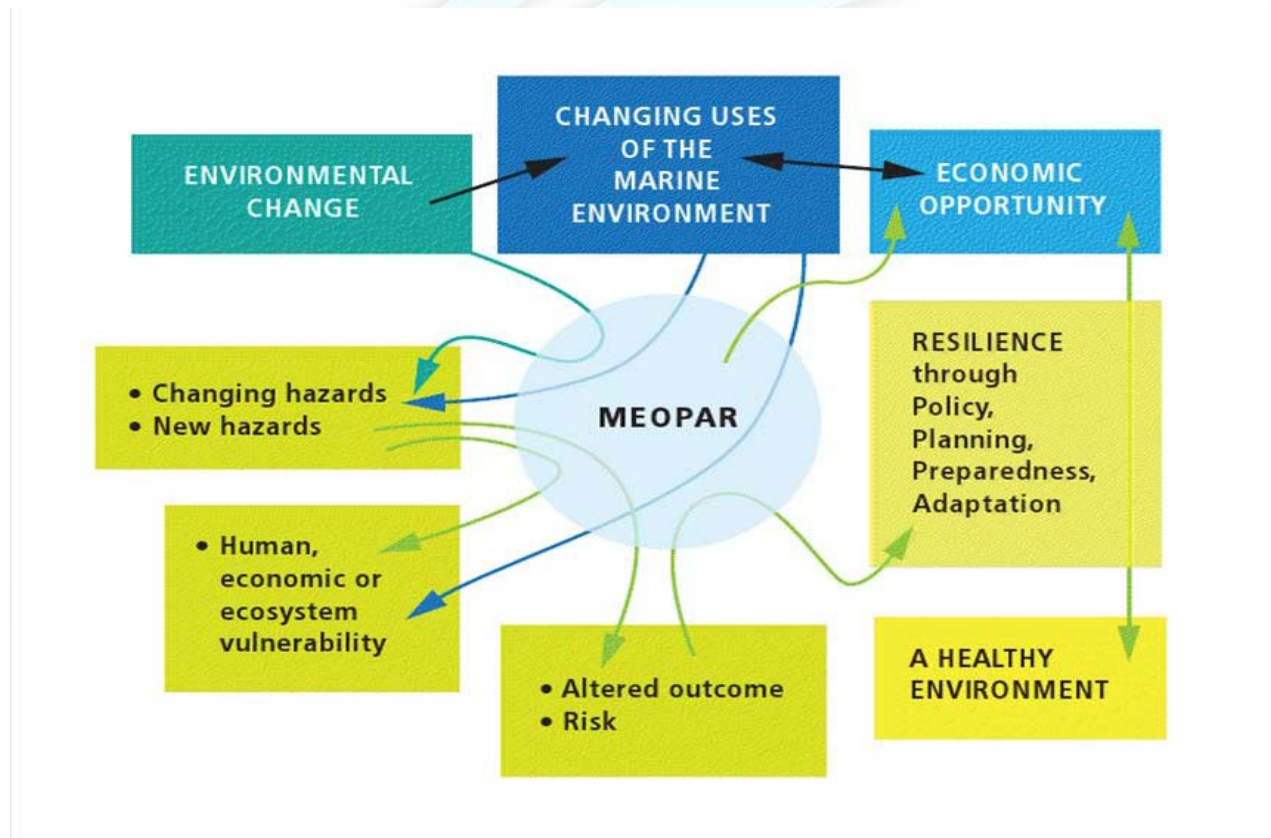 ENVIRONMENTAL
CHANGE
CHANGING USES
OF THE
MARINE
ENVIRONMENT
ECONOMIC
OPPORTUNITY
• Changing hazards
• New hazards
MEOPAR
RESILIENCE
through
Policy,
Planning,
Preparedness,
Adaptation
• Human,
economic or
ecosystem
vulnerability
• Altered outcome
• Risk
A HEALTHY
ENVIRONMENT